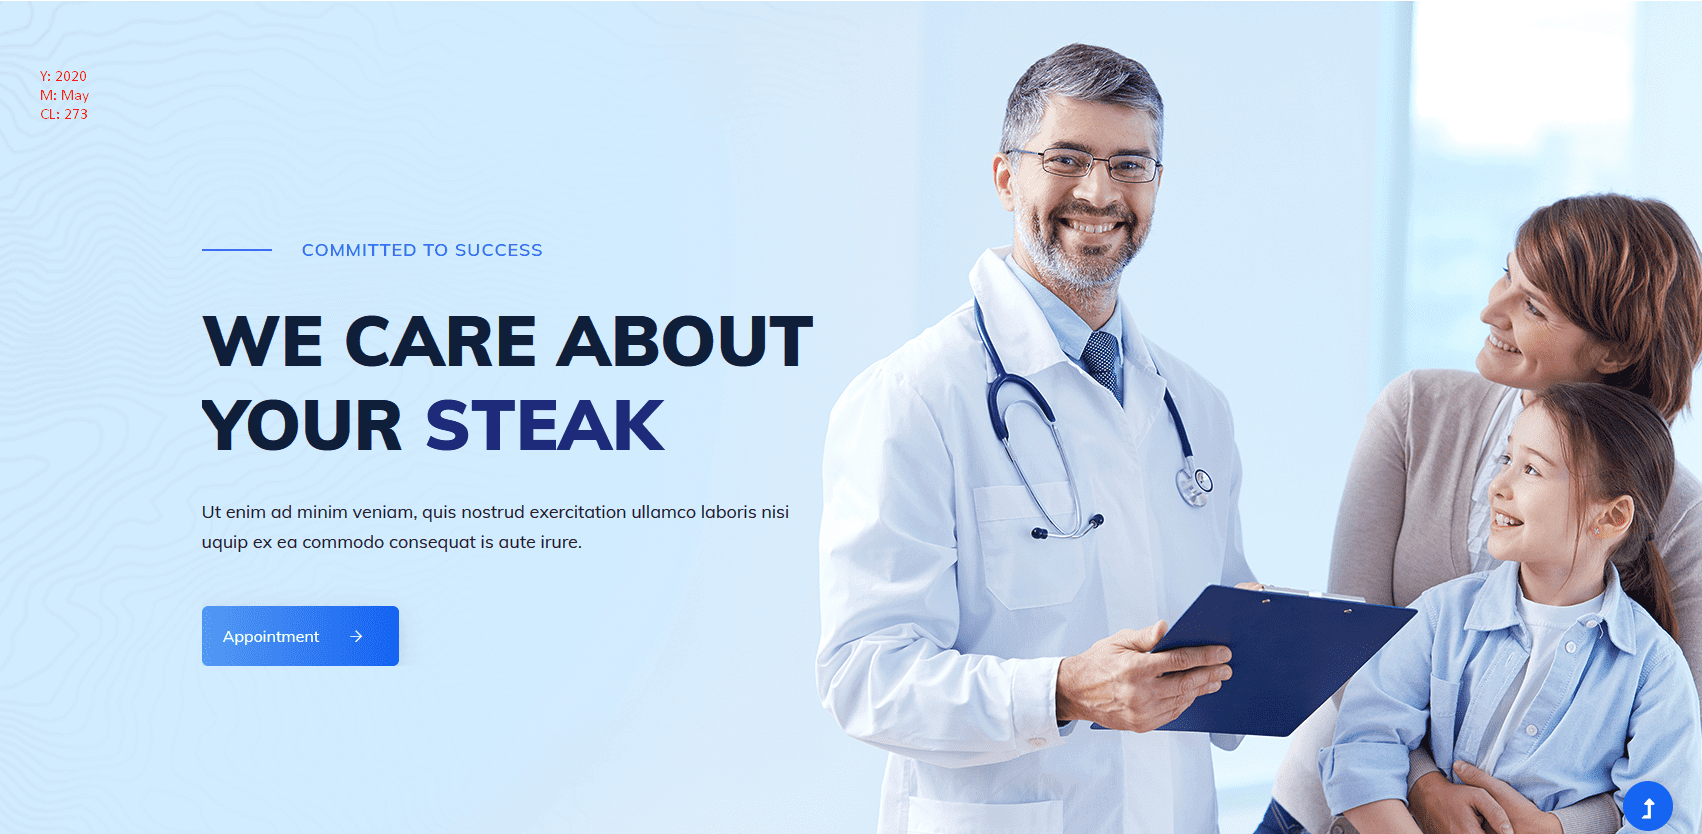 Y: 2020
M: May
CL: 273
COMMITTED TO SUCCESS
WE CARE ABOUT
YOUR STEAK
Ut enim ad minim veniam, quis nostrud exercitation ullamco laboris nisi
uquip ex ea commodo consequat is aute irure.
Appointment →